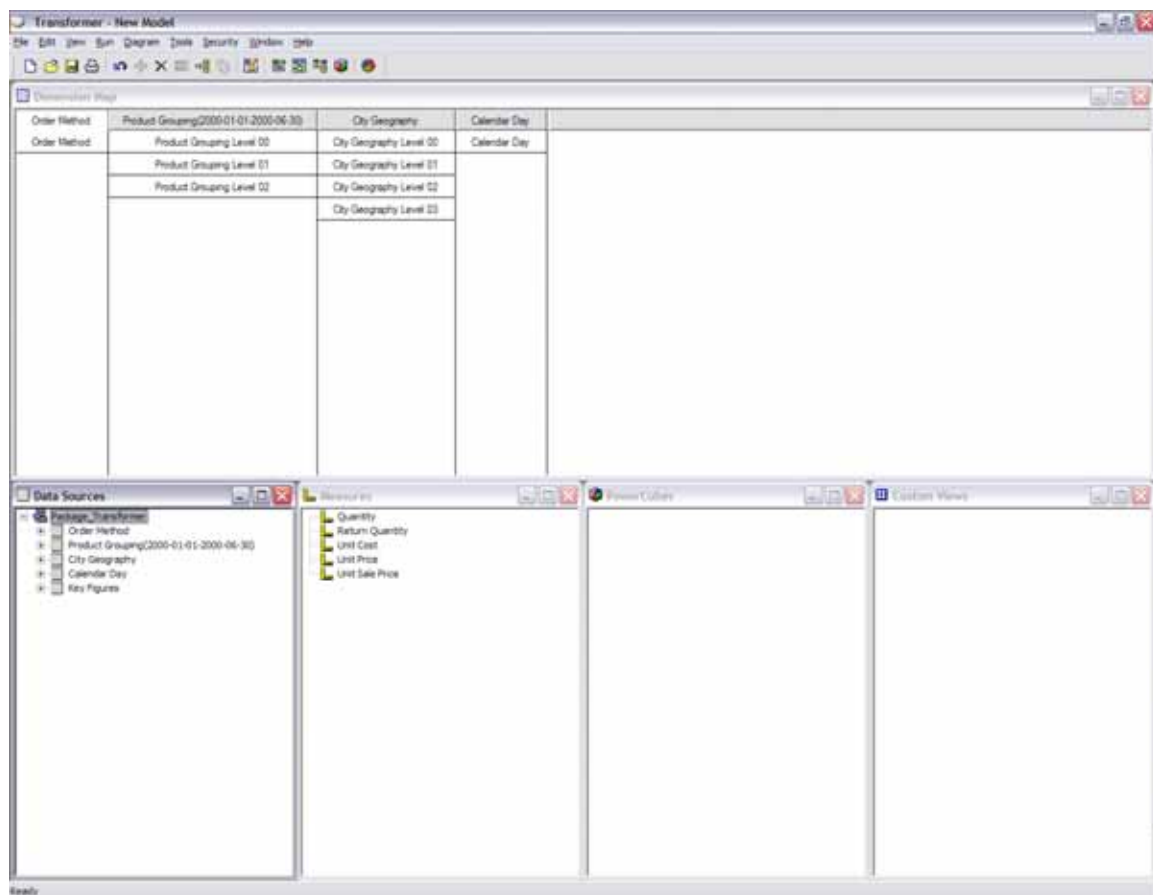 Transformer - New Model
File Edit View Run Diagram Tools Security Window Help
Dimension Map
Order Method Product Grouping(2000-01-01-2000-06-30) City Geography Calendar Day
Order Method Product Grouping Level 00 City Geography Level 00 Calendar Day
Product Grouping Level 01 City Geography Level 01
Product Grouping Level 02 City Geography Level 02
City Geography Level 03
Data Sources
Package_Transformer
Order Method
Product Grouping(2000-01-01-2000-06-30)
City Geography
Calendar Day
Key Figures
Measures
Quantity
Return Quantity
Unit Cost
Unit Price
Unit Sale Price
PowerCubes
Custom Views
Ready